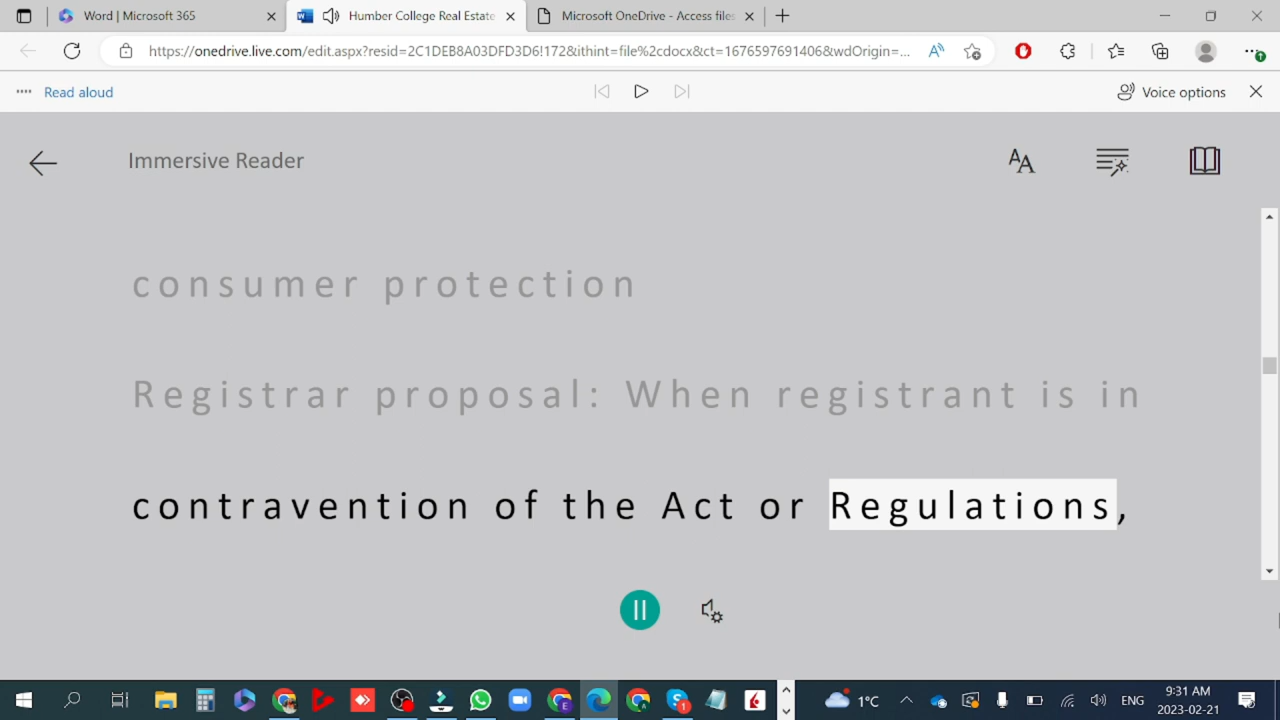 Word | Microsoft 365
Humber College Real Estate
Microsoft OneDrive - Access files
https://onedrive.live.com/edit.aspx?resid=2C1DEB8A03DFD3D6!172&ithint=file%2cdocx&ct=1676597691406&wdOrigin=...
Read aloud
Voice options
Immersive Reader
consumer protection
Registrar proposal: When registrant is in
contravention of the Act or Regulations,
1°C
ENG
9:31 AM
2023-02-21